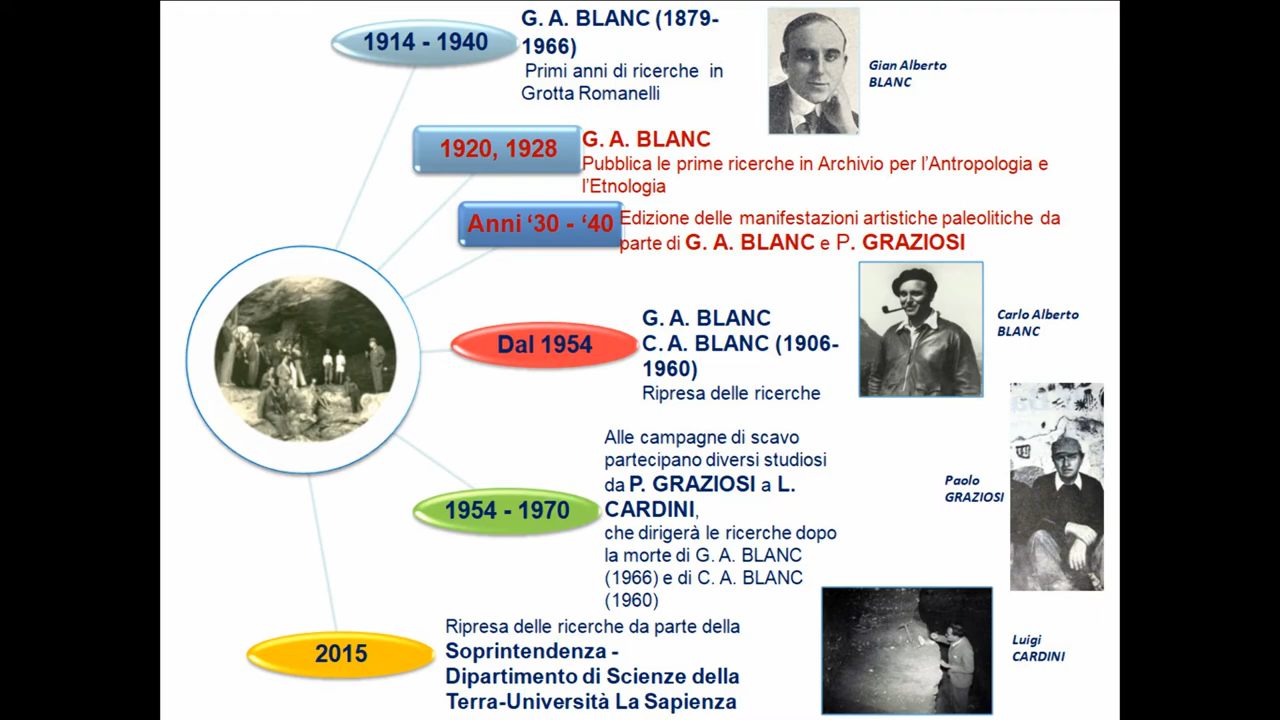 1914 - 1940
G. A. BLANC (1879-
1966)
Primi anni di ricerche in
Grotta Romanelli
Gian Alberto
BLANC
1920, 1928
G. A. BLANC
Pubblica le prime ricerche in Archivio per l'Antropologia e
l'Etnologia
Anni ‘30 - ‘40
Edizione delle manifestazioni artistiche paleolitiche da
parte di G. A. BLANC e P. GRAZIOSI
Dal 1954
G. A. BLANC
C. A. BLANC (1906-
1960)
Ripresa delle ricerche
Carlo Alberto
BLANC
1954 - 1970
Alle campagne di scavo
partecipano diversi studiosi
da P. GRAZIOSI a L.
CARDINI,
che dirigerà le ricerche dopo
la morte di G. A. BLANC
(1966) e di C. A. BLANC
(1960)
Paolo
GRAZIOSI
2015
Ripresa delle ricerche da parte della
Soprintendenza -
Dipartimento di Scienze della
Terra-Università La Sapienza
Luigi
CARDINI